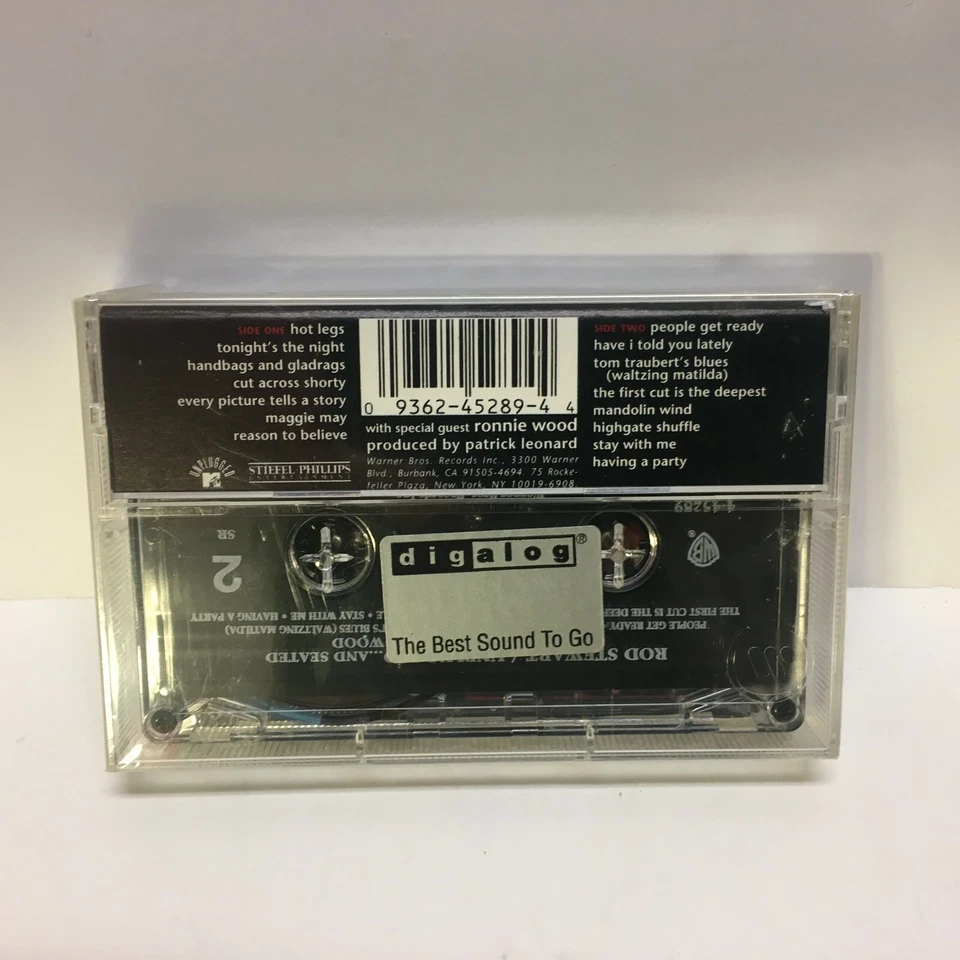 SIDE ONE hot legs
tonight's the night
handbags and gladrags
cut across shorty
every picture tells a story
maggie may
reason to believe
UNPLUGGED
MTV
STIEFEL PHILLIPS
ENTERTAINMENT
0 9362-45289-4 4
with special guest ronnie wood
produced by patrick leonard
Warner Bros. Records Inc., 3300 Warner
Blvd., Burbank, CA 91505-4694. 75 Rocke-
feller Plaza, New York, NY 10019-6908.
SIDE TWO people get ready
have i told you lately
tom traubert's blues
(waltzing matilda)
the first cut is the deepest
mandolin wind
highgate shuffle
stay with me
having a party
digalog®
The Best Sound To Go
4-45289
WB
2
SR
ROD STEWART
...AND SEATED
WOOD
PEOPLE GET READY
'S BLUES (WALTZING MATILDA)
THE FIRST CUT IS THE
• STAY WITH ME • HAVING A PARTY